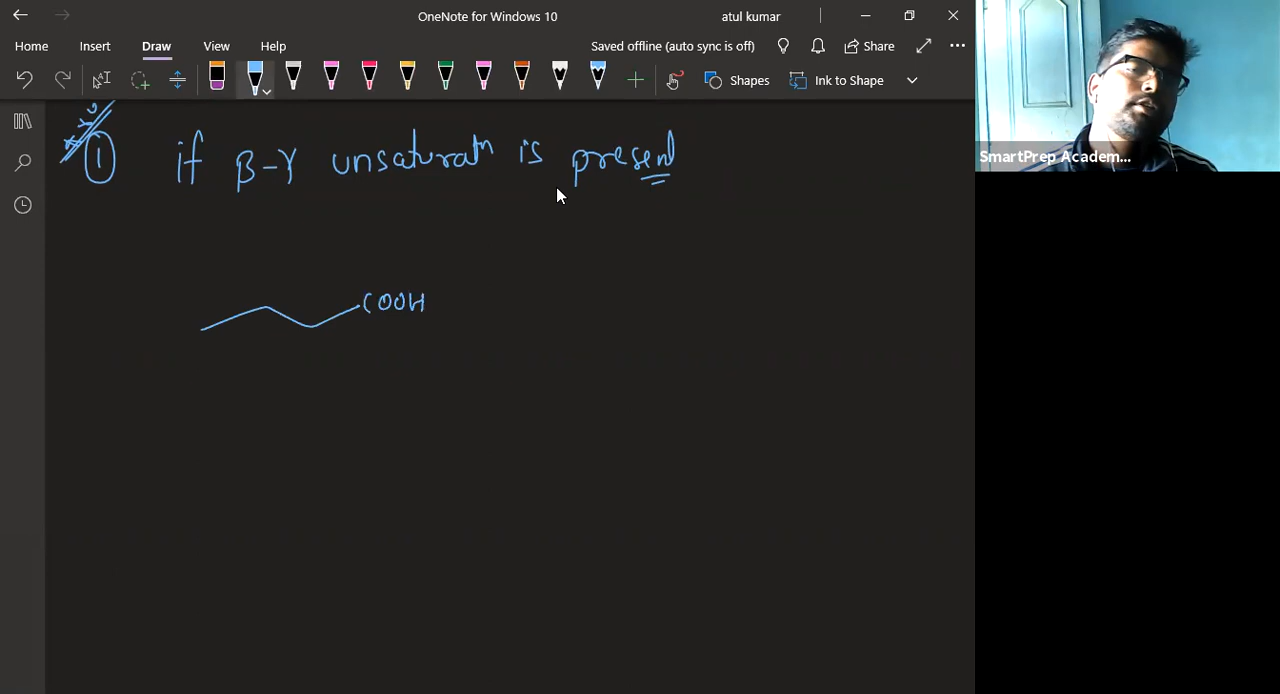 OneNote for Windows 10
atul kumar
Home Insert Draw View Help
Saved offline (auto sync is off)
Share
Shapes
Ink to Shape
SmartPrep Academ...
① if β-γ unsaturatn is present
COOH